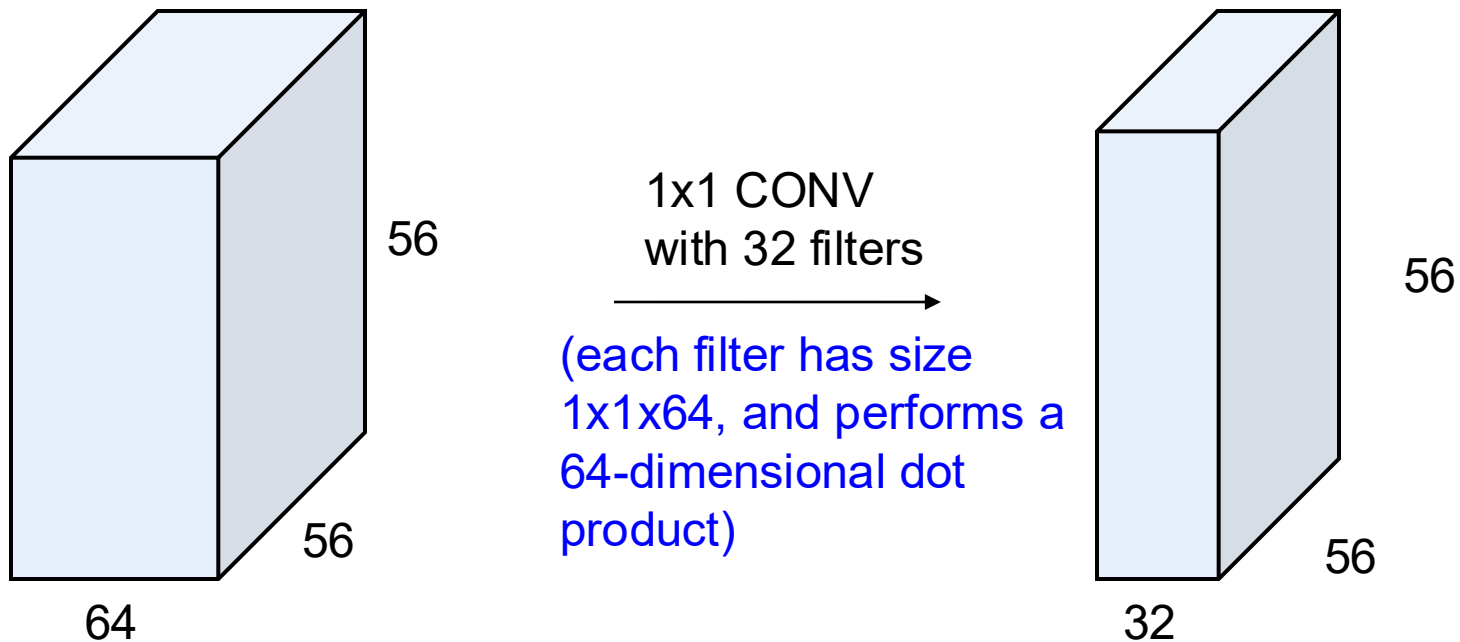 56
56
64
1x1 CONV
with 32 filters
(each filter has size
1x1x64, and performs a
64-dimensional dot
product)
56
56
32